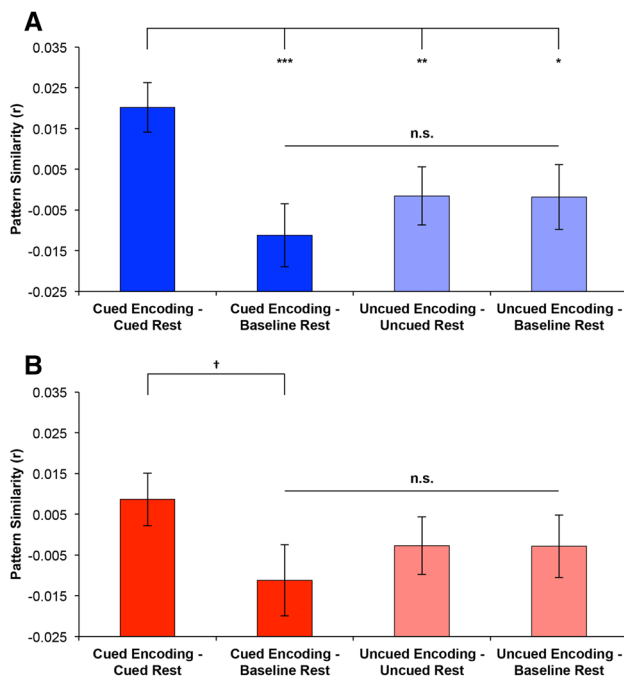 A
0.035
0.025
0.015
0.005
-0.005
-0.015
-0.025
Pattern Similarity (r)
***
**
*
n.s.
Cued Encoding -
Cued Rest
Cued Encoding -
Baseline Rest
Uncued Encoding -
Uncued Rest
Uncued Encoding -
Baseline Rest
B
0.035
0.025
0.015
0.005
-0.005
-0.015
-0.025
Pattern Similarity (r)
†
n.s.
Cued Encoding -
Cued Rest
Cued Encoding -
Baseline Rest
Uncued Encoding -
Uncued Rest
Uncued Encoding -
Baseline Rest